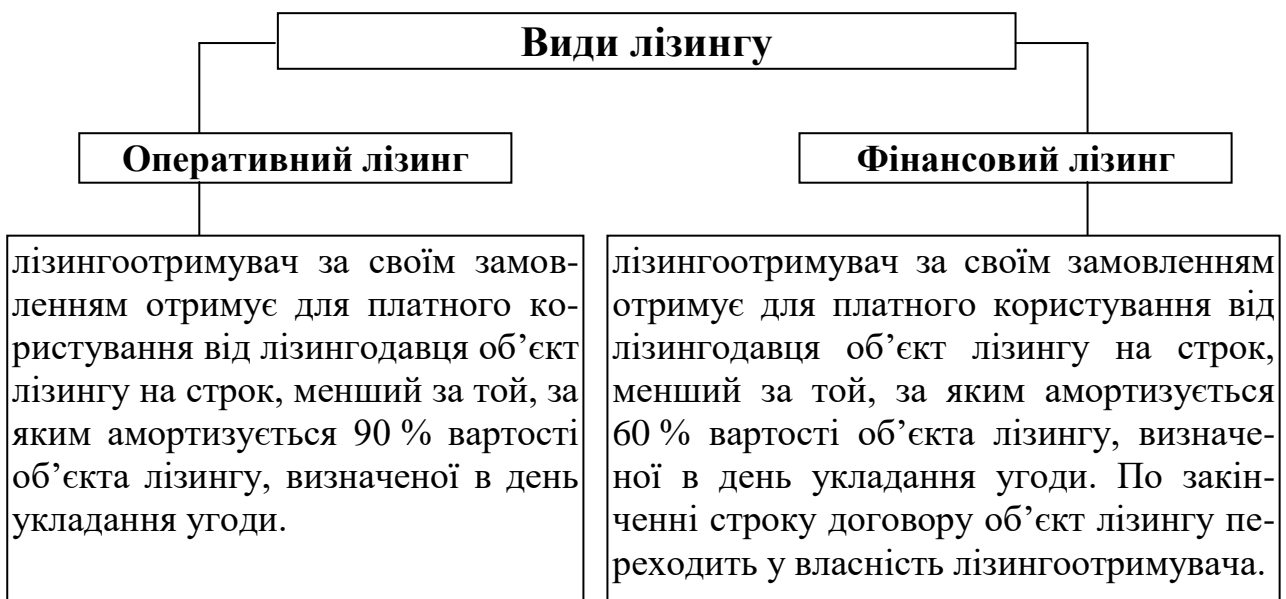 Види лізингу
Оперативний лізинг
Фінансовий лізинг
лізингоотримувач за своїм замов-
ленням отримує для платного ко-
ристування від лізингодавця об’єкт
лізингу на строк, менший за той, за
яким амортизується 90 % вартості
об’єкта лізингу, визначеної в день
укладання угоди.
лізингоотримувач за своїм замовленням
отримує для платного користування від
лізингодавця об’єкт лізингу на строк,
менший за той, за яким амортизується
60 % вартості об’єкта лізингу, визначе-
ної в день укладання угоди. По закін-
ченні строку договору об’єкт лізингу пе-
реходить у власність лізингоотримувача.